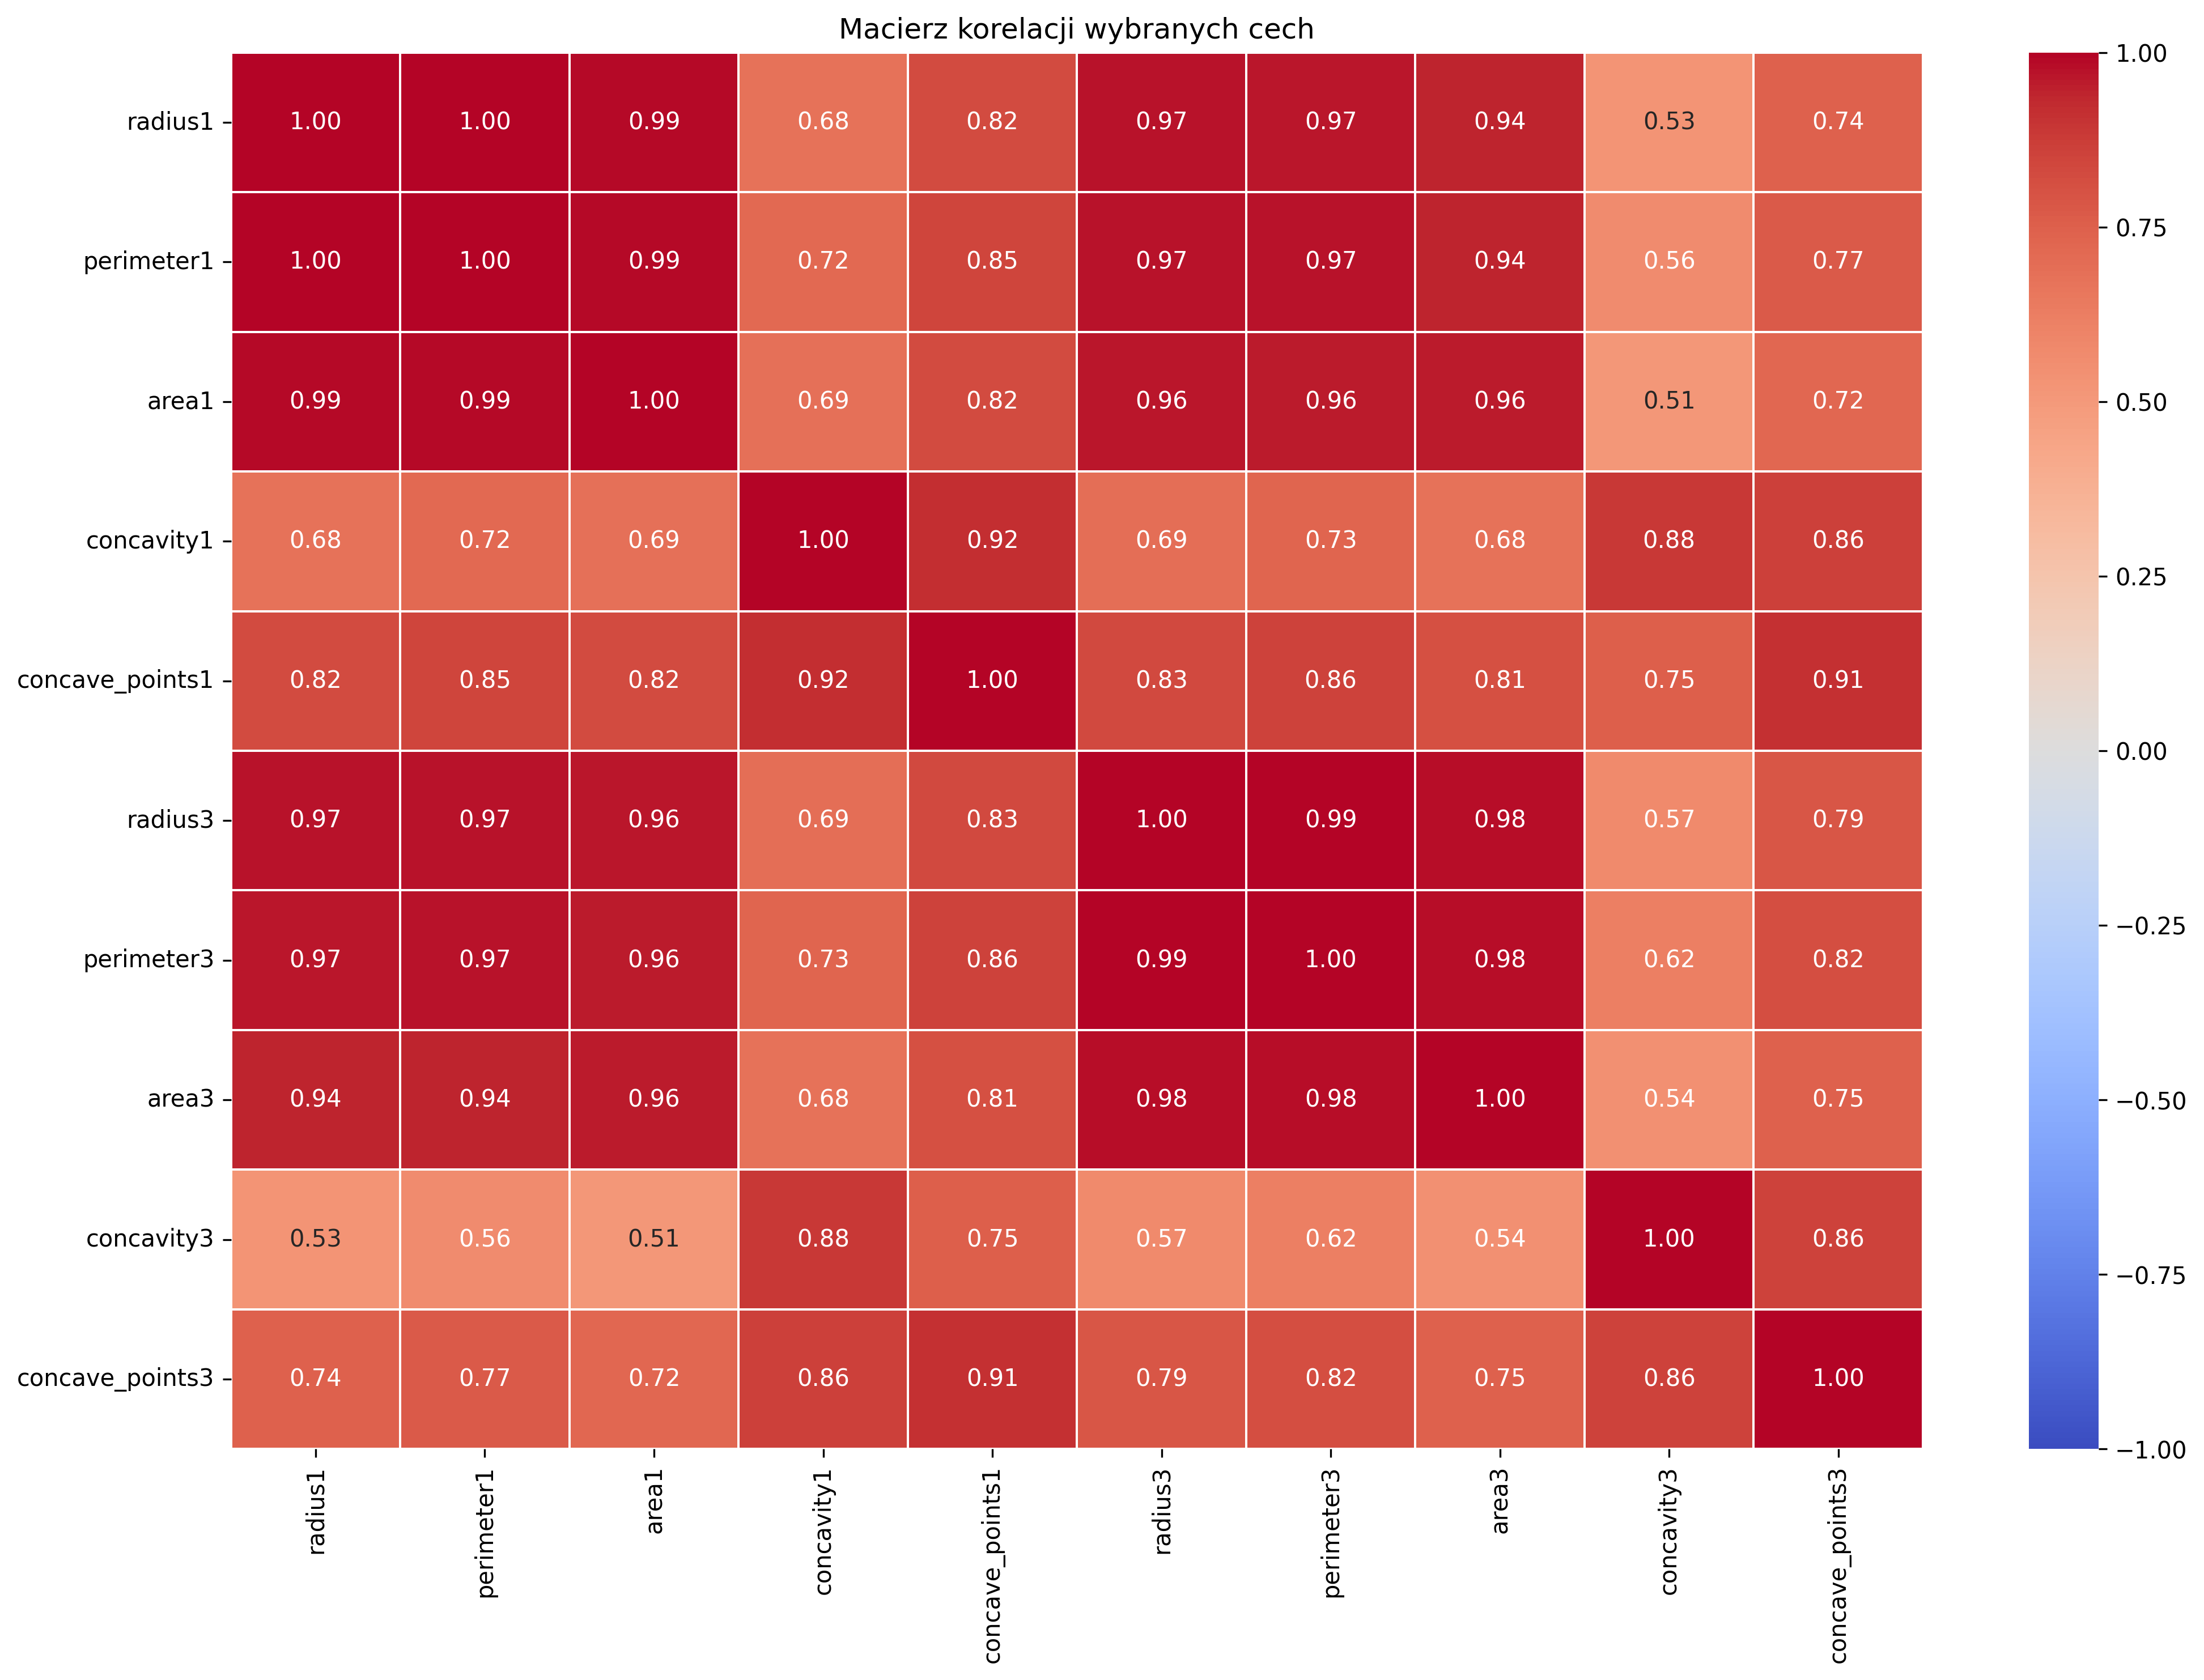 Macierz korelacji wybranych cech
radius1 1.00 1.00 0.99 0.68 0.82 0.97 0.97 0.94 0.53 0.74
perimeter1 1.00 1.00 0.99 0.72 0.85 0.97 0.97 0.94 0.56 0.77
area1 0.99 0.99 1.00 0.69 0.82 0.96 0.96 0.96 0.51 0.72
concavity1 0.68 0.72 0.69 1.00 0.92 0.69 0.73 0.68 0.88 0.86
concave_points1 0.82 0.85 0.82 0.92 1.00 0.83 0.86 0.81 0.75 0.91
radius3 0.97 0.97 0.96 0.69 0.83 1.00 0.99 0.98 0.57 0.79
perimeter3 0.97 0.97 0.96 0.73 0.86 0.99 1.00 0.98 0.62 0.82
area3 0.94 0.94 0.96 0.68 0.81 0.98 0.98 1.00 0.54 0.75
concavity3 0.53 0.56 0.51 0.88 0.75 0.57 0.62 0.54 1.00 0.86
concave_points3 0.74 0.77 0.72 0.86 0.91 0.79 0.82 0.75 0.86 1.00
radius1 perimeter1 area1 concavity1 concave_points1 radius3 perimeter3 area3 concavity3 concave_points3
1.00
0.75
0.50
0.25
0.00
−0.25
−0.50
−0.75
−1.00